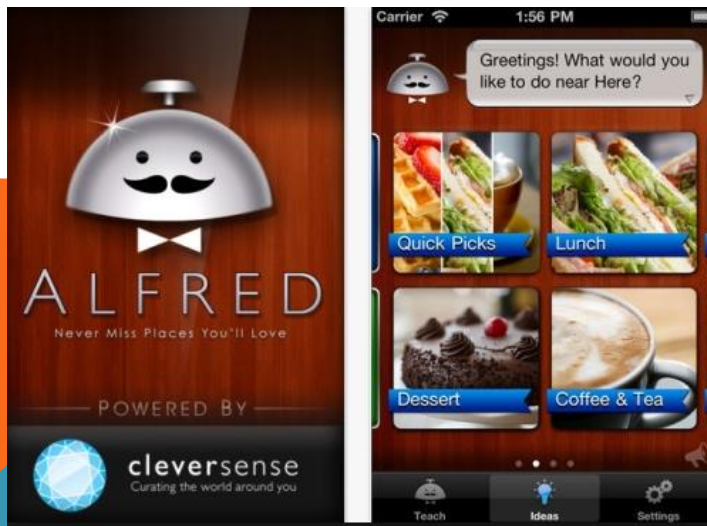 ALFRED
Never Miss Places You'll Love
POWERED BY
cleversense
Curating the world around you
Carrier 1:56 PM
Greetings! What would you
like to do near Here?
Quick Picks
Lunch
Dessert
Coffee & Tea
Teach
Ideas
Settings